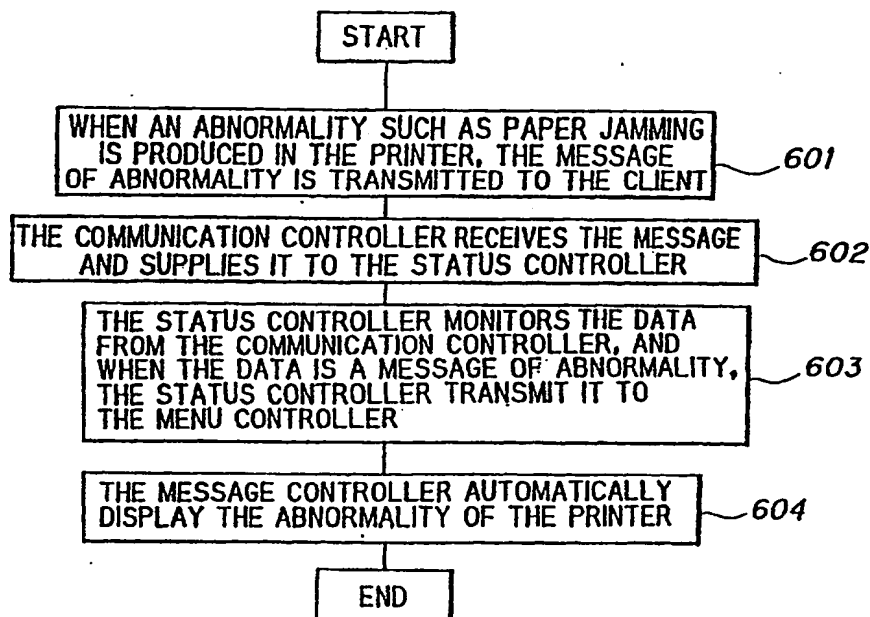 START
WHEN AN ABNORMALITY SUCH AS PAPER JAMMING
IS PRODUCED IN THE PRINTER, THE MESSAGE
OF ABNORMALITY IS TRANSMITTED TO THE CLIENT
601
THE COMMUNICATION CONTROLLER RECEIVES THE MESSAGE
AND SUPPLIES IT TO THE STATUS CONTROLLER
602
THE STATUS CONTROLLER MONITORS THE DATA
FROM THE COMMUNICATION CONTROLLER, AND
WHEN THE DATA IS A MESSAGE OF ABNORMALITY,
THE STATUS CONTROLLER TRANSMIT IT TO
THE MENU CONTROLLER
603
THE MESSAGE CONTROLLER AUTOMATICALLY
DISPLAY THE ABNORMALITY OF THE PRINTER
604
END